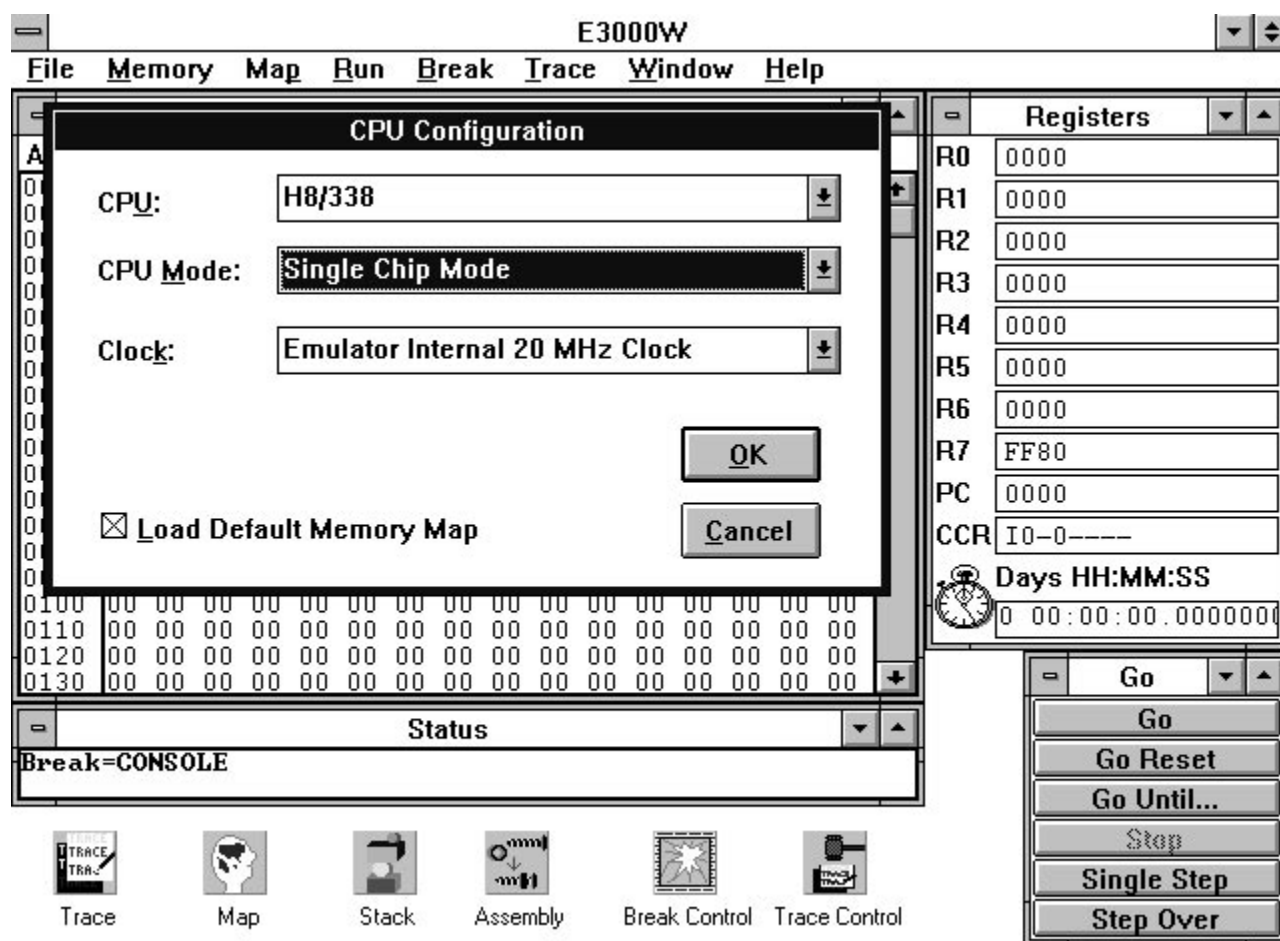 E3000W
File Memory Map Run Break Trace Window Help
CPU Configuration
CPU: H8/338
CPU Mode: Single Chip Mode
Clock: Emulator Internal 20 MHz Clock
OK
Load Default Memory Map
Cancel
0100 00 00 00 00 00 00 00 00 00 00 00 00 00 00 00 00
0110 00 00 00 00 00 00 00 00 00 00 00 00 00 00 00 00
0120 00 00 00 00 00 00 00 00 00 00 00 00 00 00 00 00
0130 00 00 00 00 00 00 00 00 00 00 00 00 00 00 00 00
Registers
R0 0000
R1 0000
R2 0000
R3 0000
R4 0000
R5 0000
R6 0000
R7 FF80
PC 0000
CCR I0-0----
Days HH:MM:SS
0 00:00:00.000000
Status
Break=CONSOLE
Go
Go
Go Reset
Go Until...
Stop
Single Step
Step Over
TRACE
Trace
Map
Stack
Assembly
Break Control
Trace Control